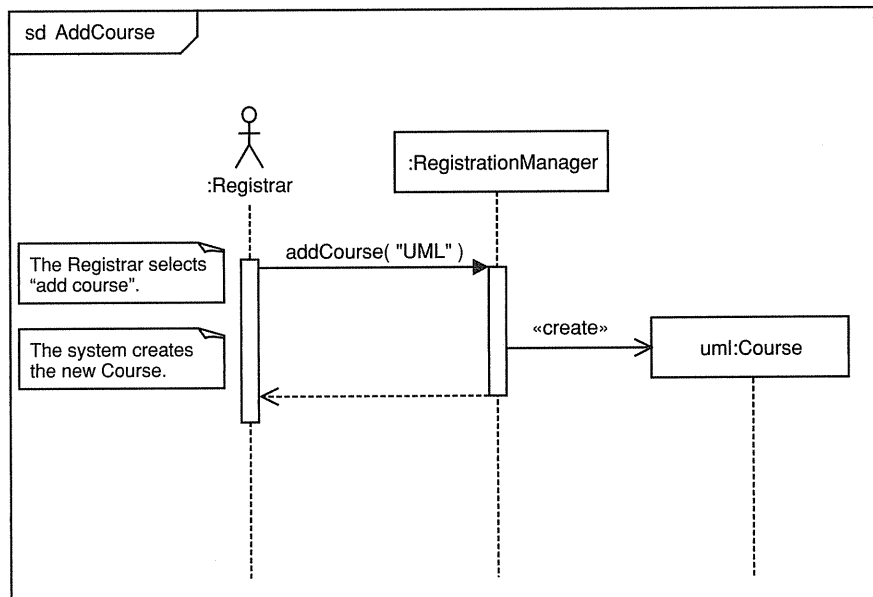 sd AddCourse
:Registrar
:RegistrationManager
The Registrar selects
“add course”.
addCourse( "UML" )
The system creates
the new Course.
«create»
uml:Course